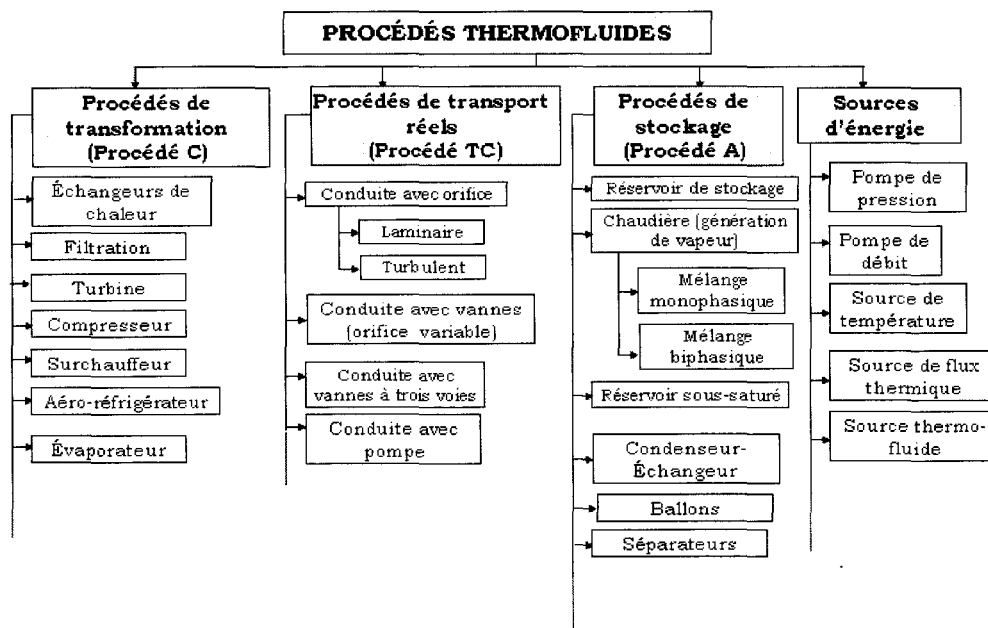 PROCÉDÉS THERMOFLUIDES
Procédés de
transformation
(Procédé C)
Échangeurs de
chaleur
Filtration
Turbine
Compresseur
Surchauffeur
Aéro-réfrigérateur
Évaporateur
Procédés de transport
réels
(Procédé TC)
Conduite avec orifice
Laminaire
Turbulent
Conduite avec vannes
(orifice variable)
Conduite avec
vannes à trois voies
Conduite avec
pompe
Procédés de
stockage
(Procédé A)
Réservoir de stockage
Chaudière (génération
de vapeur)
Mélange
monophasique
Mélange
biphasique
Réservoir sous-saturé
Condenseur-
Échangeur
Ballons
Séparateurs
Sources
d'énergie
Pompe de
pression
Pompe de
débit
Source de
température
Source de flux
thermique
Source thermo-
fluide